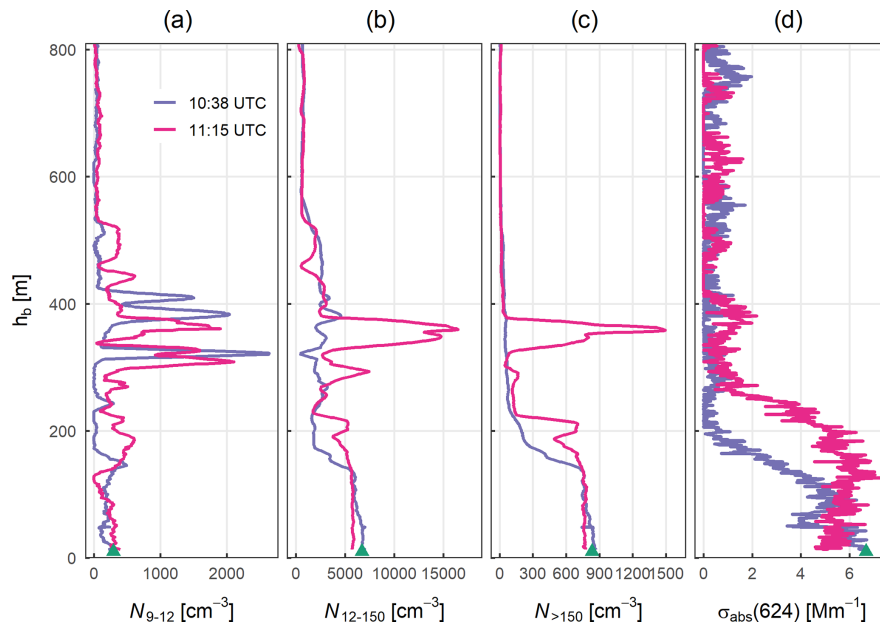 (a) (b) (c) (d)
800
600
400
200
0
h_b [m]
10:38 UTC
11:15 UTC
0 1000 2000
0 5000 10000 15000
0 300 600 900 1200 1500
0 2 4 6
N_9-12 [cm⁻³]
N_12-150 [cm⁻³]
N_>150 [cm⁻³]
σ_abs(624) [Mm⁻¹]